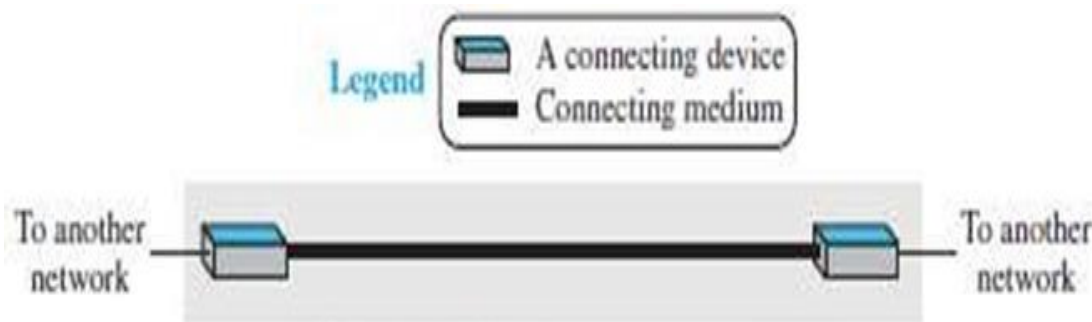 Legend
A connecting device
Connecting medium
To another
network
To another
network